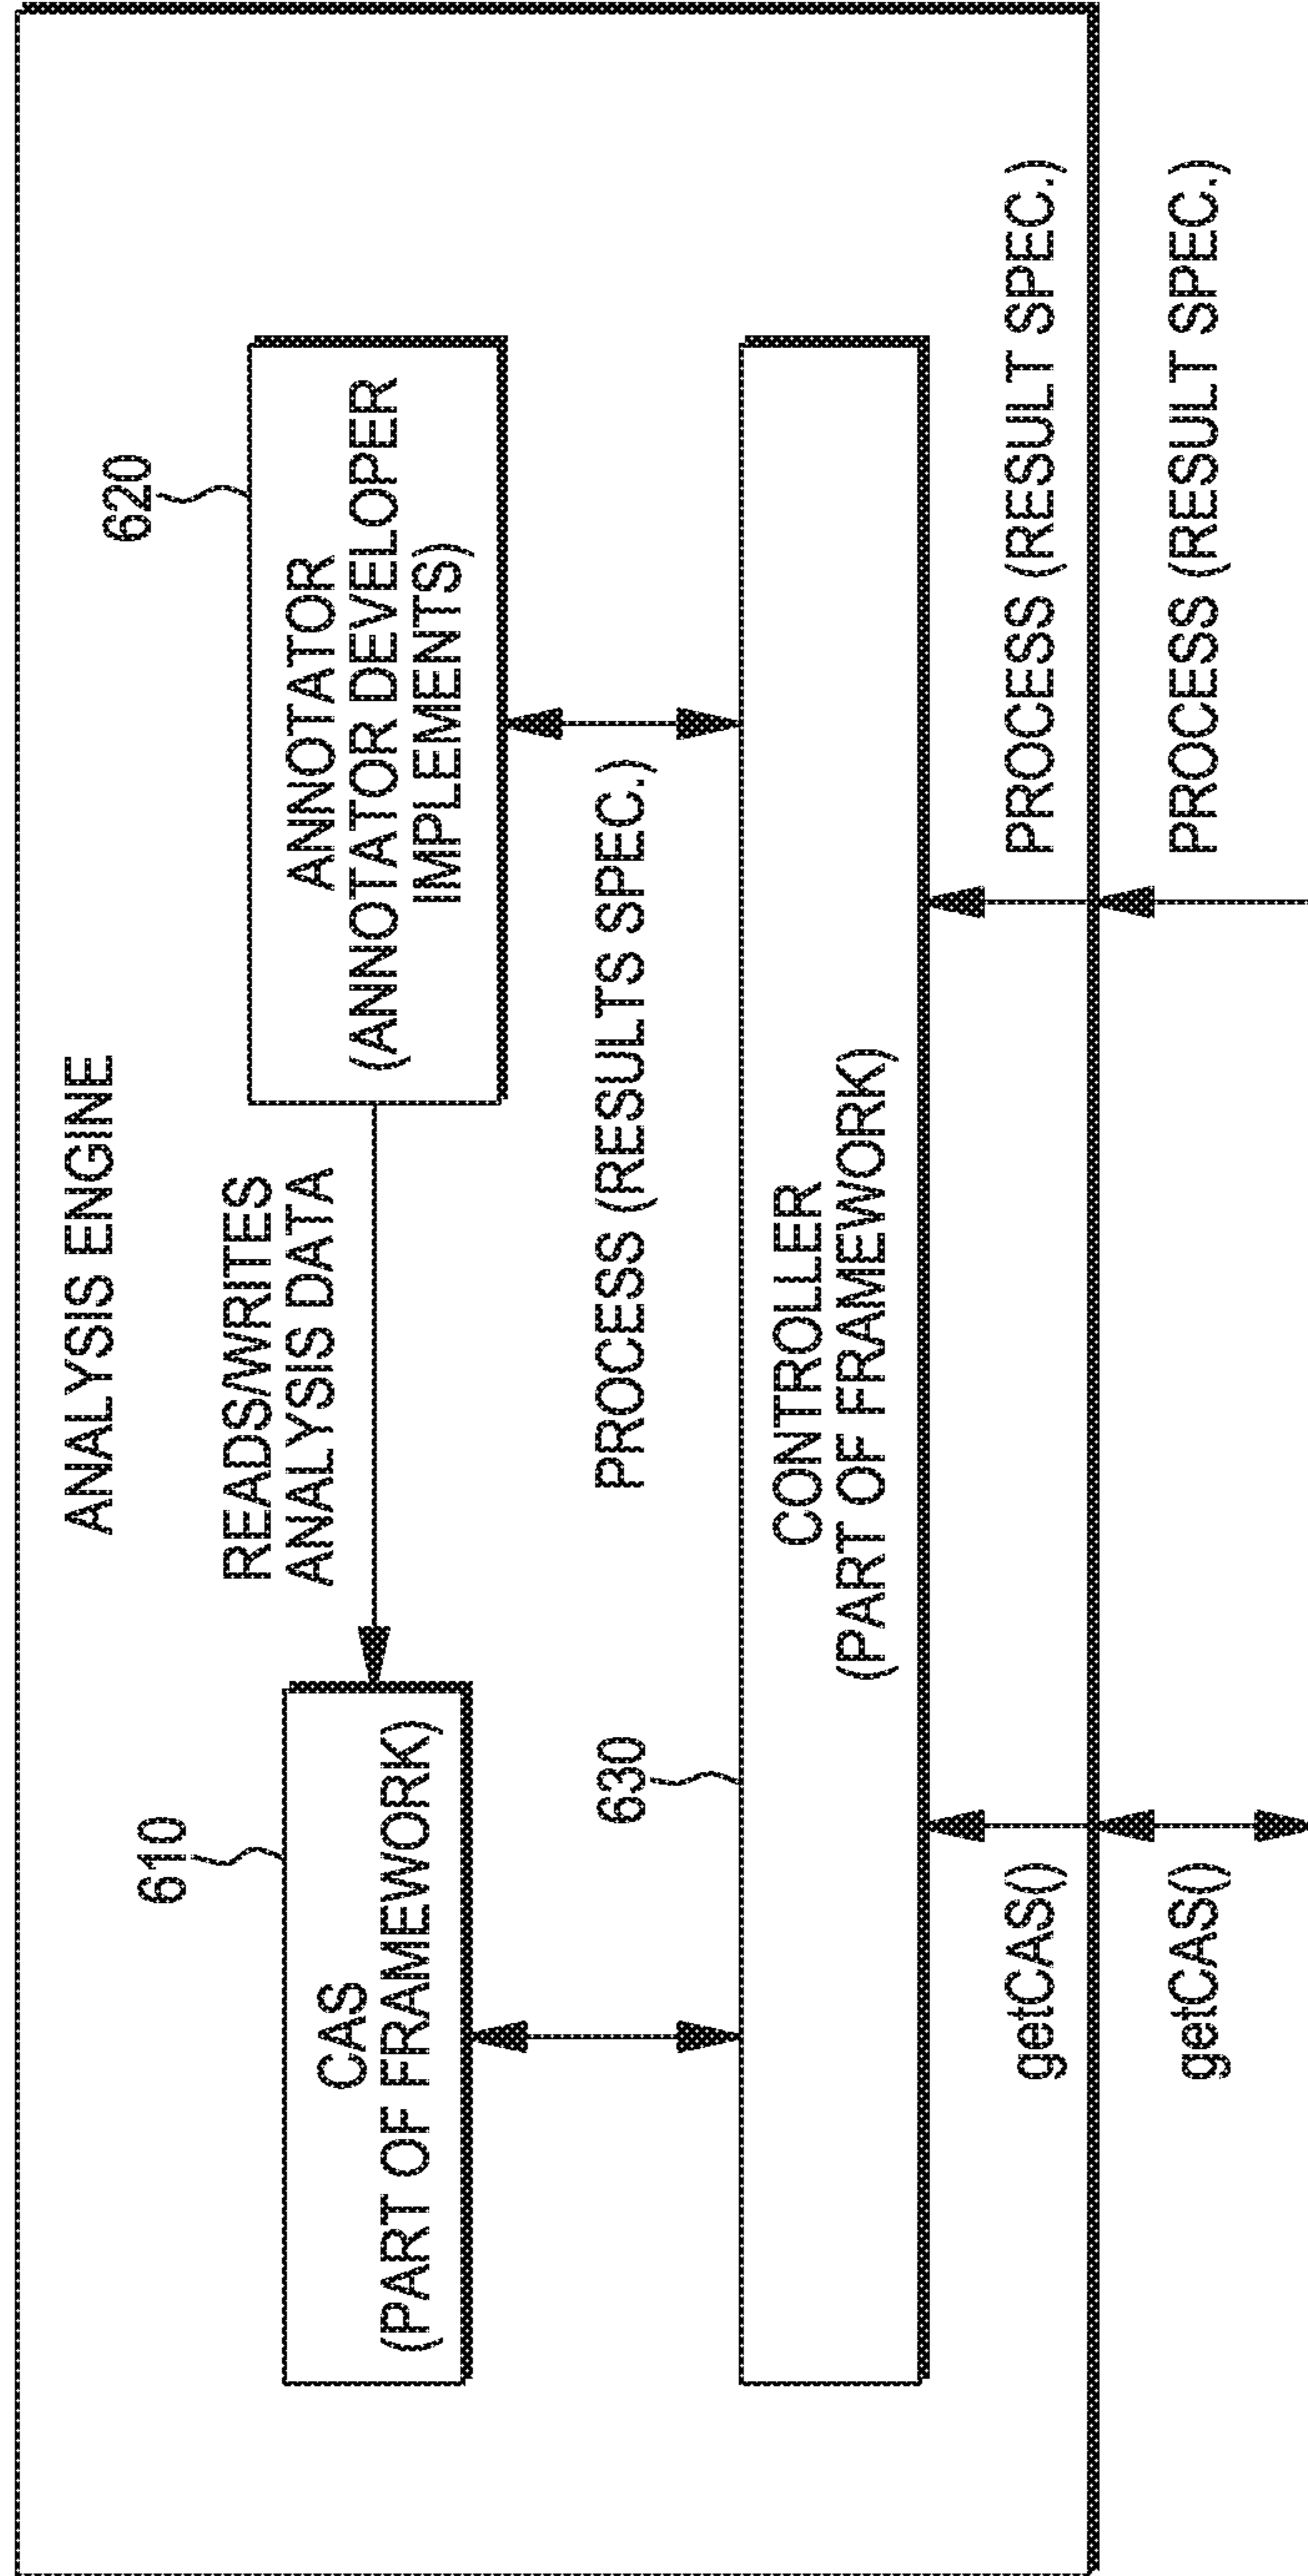 ANALYSIS ENGINE
610
CAS
(PART OF FRAMEWORK)
READS/WRITES
ANALYSIS DATA
620
ANNOTATOR
(ANNOTATOR DEVELOPER
IMPLEMENTS)
630
PROCESS (RESULTS SPEC.)
CONTROLLER
(PART OF FRAMEWORK)
getCAS()
PROCESS (RESULT SPEC.)
getCAS()
PROCESS (RESULT SPEC.)